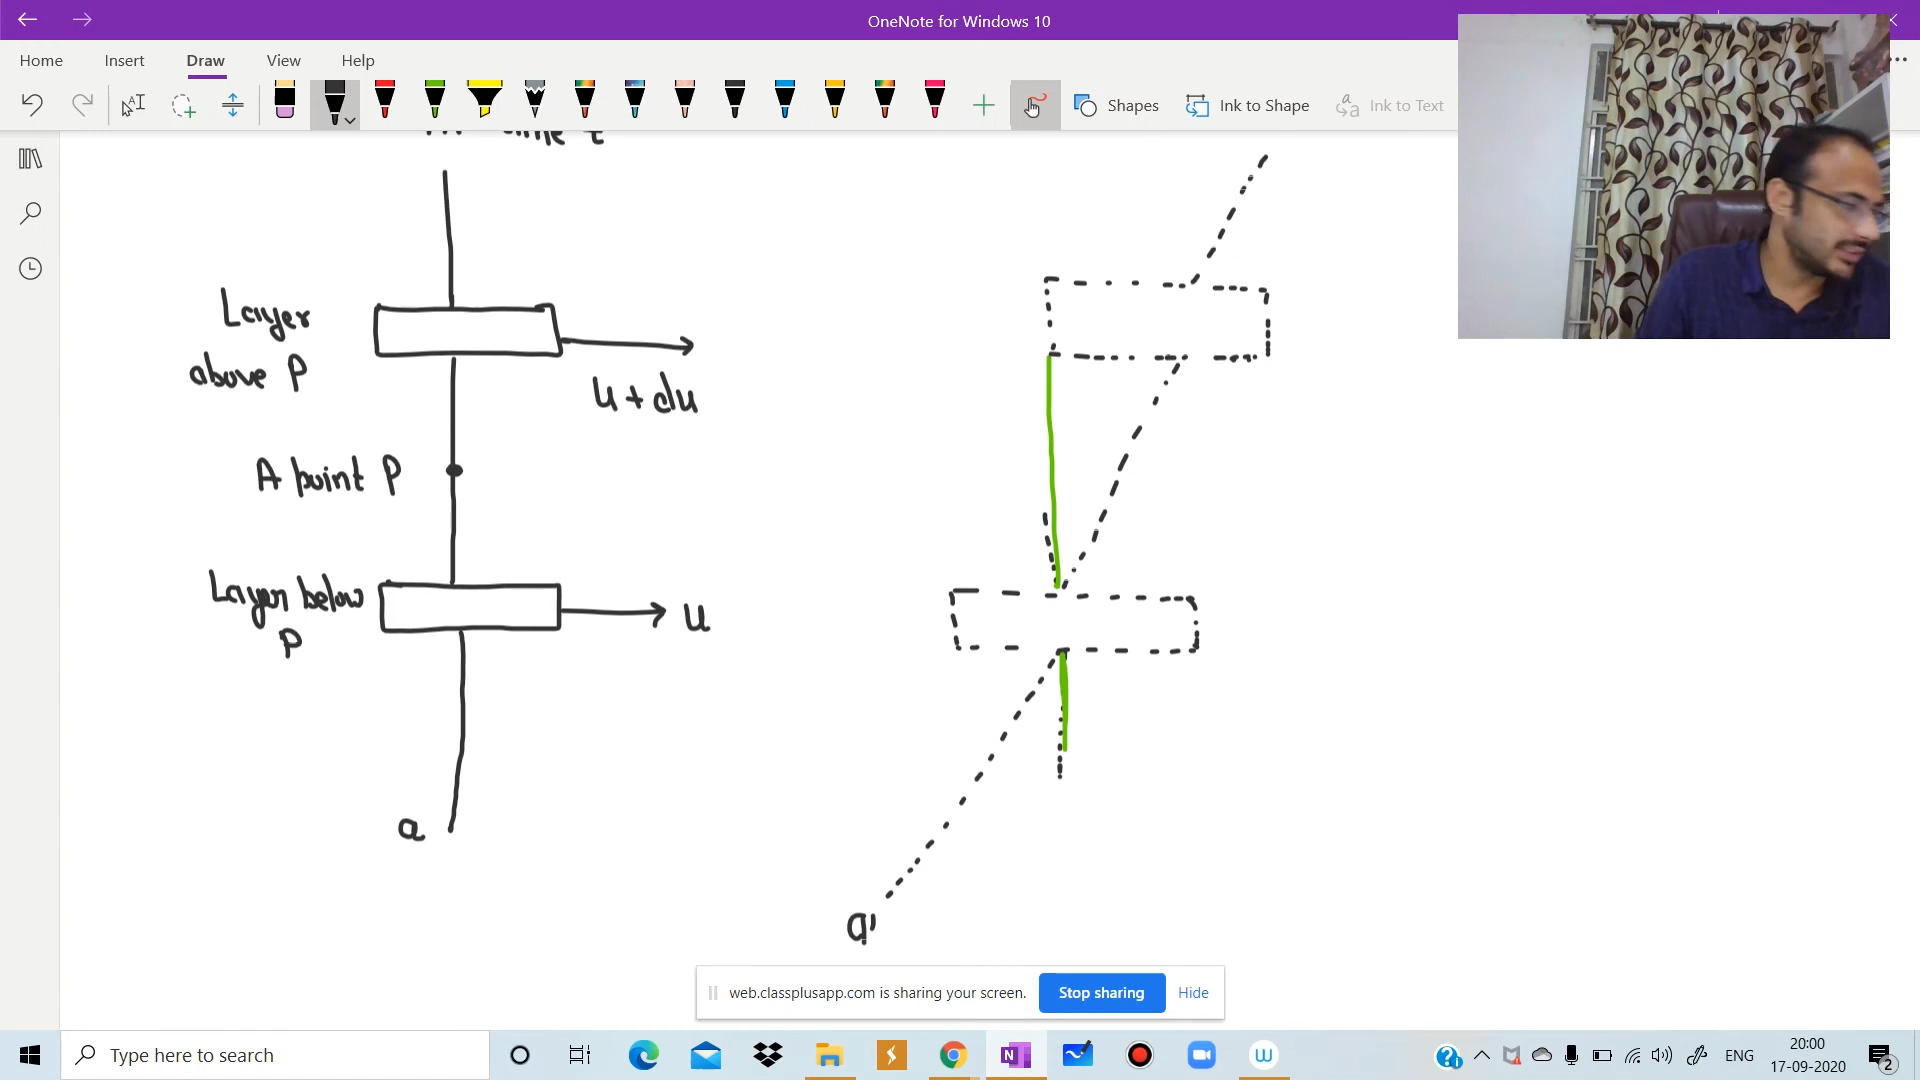 OneNote for Windows 10
Home Insert Draw View Help
Shapes Ink to Shape Ink to Text
time t
Layer
above P
u + du
A point P
Layer below
P
u
a
a'
web.classplusapp.com is sharing your screen. Stop sharing Hide
Type here to search
ENG
20:00
17-09-2020
2